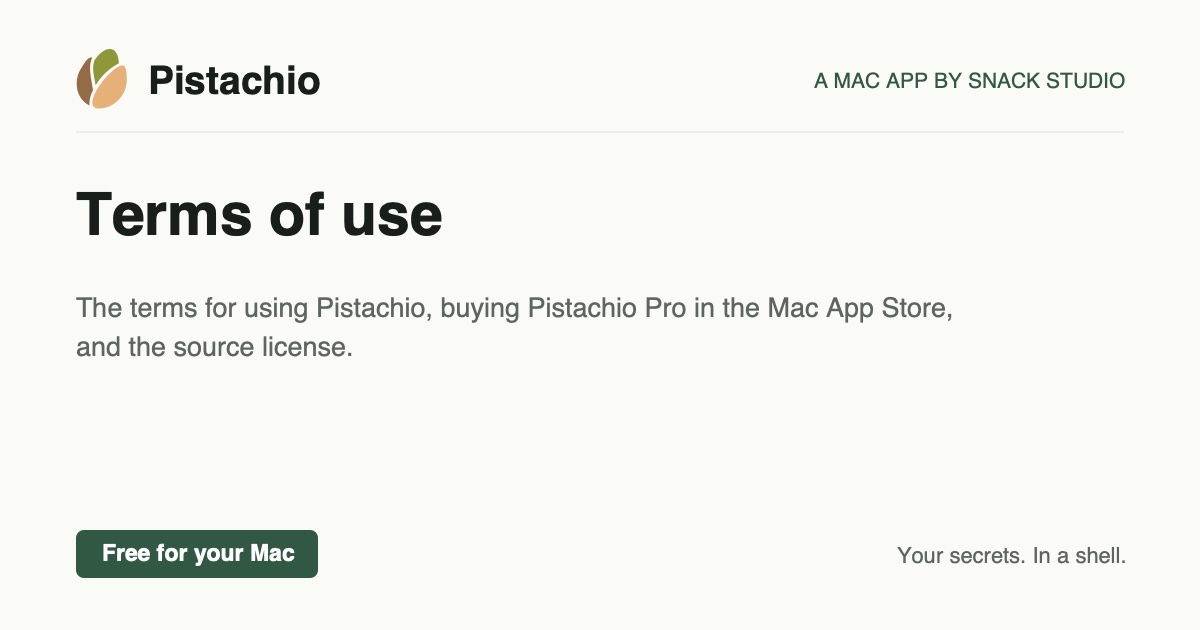 Pistachio
A MAC APP BY SNACK STUDIO
Terms of use
The terms for using Pistachio, buying Pistachio Pro in the Mac App Store,
and the source license.
Free for your Mac
Your secrets. In a shell.